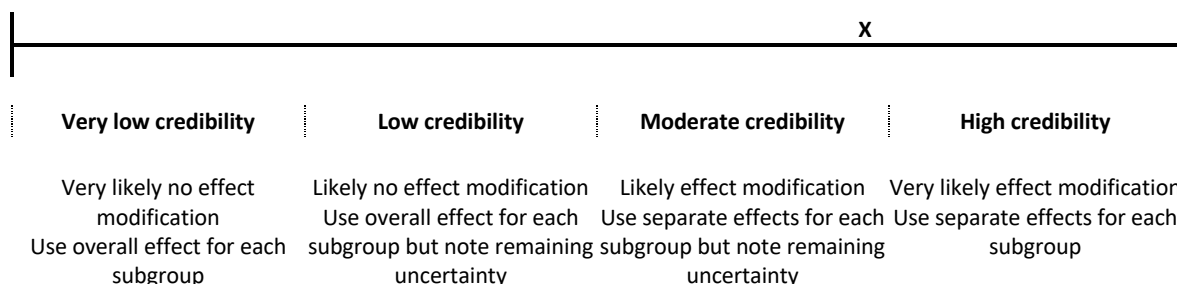 X
Very low credibility Low credibility Moderate credibility High credibility
Very likely no effect Likely no effect modification Likely effect modification Very likely effect modification
modification Use overall effect for each Use separate effects for each Use separate effects for each
Use overall effect for each subgroup but note remaining subgroup but note remaining subgroup
subgroup uncertainty uncertainty